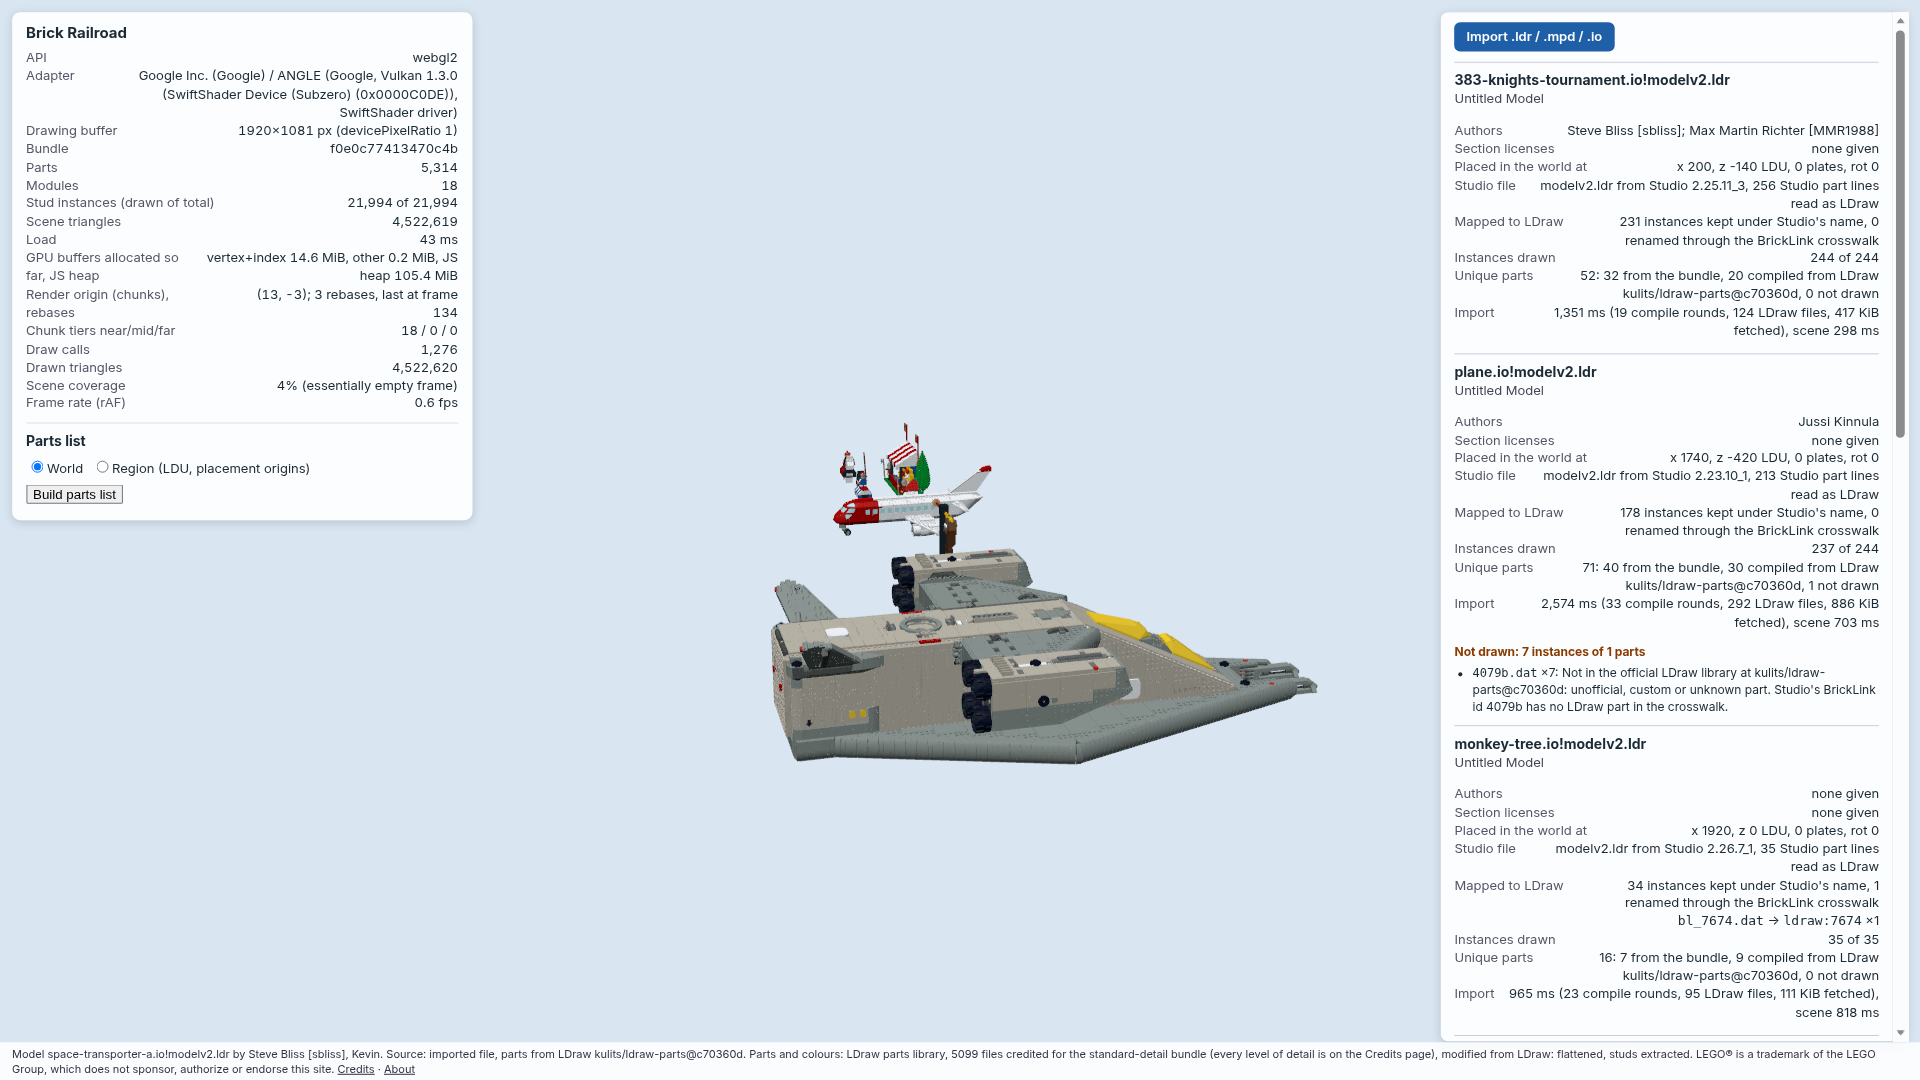 Brick Railroad
API webgl2
Adapter Google Inc. (Google) / ANGLE (Google, Vulkan 1.3.0
(SwiftShader Device (Subzero) (0x0000C0DE)),
SwiftShader driver)
Drawing buffer 1920×1081 px (devicePixelRatio 1)
Bundle f0e0c77413470c4b
Parts 5,314
Modules 18
Stud instances (drawn of total) 21,994 of 21,994
Scene triangles 4,522,619
Load 43 ms
GPU buffers allocated so vertex+index 14.6 MiB, other 0.2 MiB, JS
far, JS heap heap 105.4 MiB
Render origin (chunks), (13, -3); 3 rebases, last at frame
rebases 134
Chunk tiers near/mid/far 18 / 0 / 0
Draw calls 1,276
Drawn triangles 4,522,620
Scene coverage 4% (essentially empty frame)
Frame rate (rAF) 0.6 fps
Parts list
World Region (LDU, placement origins)
Build parts list
Import .ldr / .mpd / .io
383-knights-tournament.io!modelv2.ldr
Untitled Model
Authors Steve Bliss [sbliss]; Max Martin Richter [MMR1988]
Section licenses none given
Placed in the world at x 200, z -140 LDU, 0 plates, rot 0
Studio file modelv2.ldr from Studio 2.25.11_3, 256 Studio part lines
read as LDraw
Mapped to LDraw 231 instances kept under Studio's name, 0
renamed through the BrickLink crosswalk
Instances drawn 244 of 244
Unique parts 52: 32 from the bundle, 20 compiled from LDraw
kulits/ldraw-parts@c70360d, 0 not drawn
Import 1,351 ms (19 compile rounds, 124 LDraw files, 417 KiB
fetched), scene 298 ms
plane.io!modelv2.ldr
Untitled Model
Authors Jussi Kinnula
Section licenses none given
Placed in the world at x 1740, z -420 LDU, 0 plates, rot 0
Studio file modelv2.ldr from Studio 2.23.10_1, 213 Studio part lines
read as LDraw
Mapped to LDraw 178 instances kept under Studio's name, 0
renamed through the BrickLink crosswalk
Instances drawn 237 of 244
Unique parts 71: 40 from the bundle, 30 compiled from LDraw
kulits/ldraw-parts@c70360d, 1 not drawn
Import 2,574 ms (33 compile rounds, 292 LDraw files, 886 KiB
fetched), scene 703 ms
Not drawn: 7 instances of 1 parts
• 4079b.dat ×7: Not in the official LDraw library at kulits/ldraw-
parts@c70360d: unofficial, custom or unknown part. Studio's BrickLink
id 4079b has no LDraw part in the crosswalk.
monkey-tree.io!modelv2.ldr
Untitled Model
Authors none given
Section licenses none given
Placed in the world at x 1920, z 0 LDU, 0 plates, rot 0
Studio file modelv2.ldr from Studio 2.26.7_1, 35 Studio part lines
read as LDraw
Mapped to LDraw 34 instances kept under Studio's name, 1
renamed through the BrickLink crosswalk
bl_7674.dat → ldraw:7674 ×1
Instances drawn 35 of 35
Unique parts 16: 7 from the bundle, 9 compiled from LDraw
kulits/ldraw-parts@c70360d, 0 not drawn
Import 965 ms (23 compile rounds, 95 LDraw files, 111 KiB fetched),
scene 818 ms
Model space-transporter-a.io!modelv2.ldr by Steve Bliss [sbliss], Kevin. Source: imported file, parts from LDraw kulits/ldraw-parts@c70360d. Parts and colours: LDraw parts library, 5099 files credited for the standard-detail bundle (every level of detail is on the Credits page), modified from LDraw: flattened, studs extracted. LEGO® is a trademark of the LEGO
Group, which does not sponsor, authorize or endorse this site. Credits · About